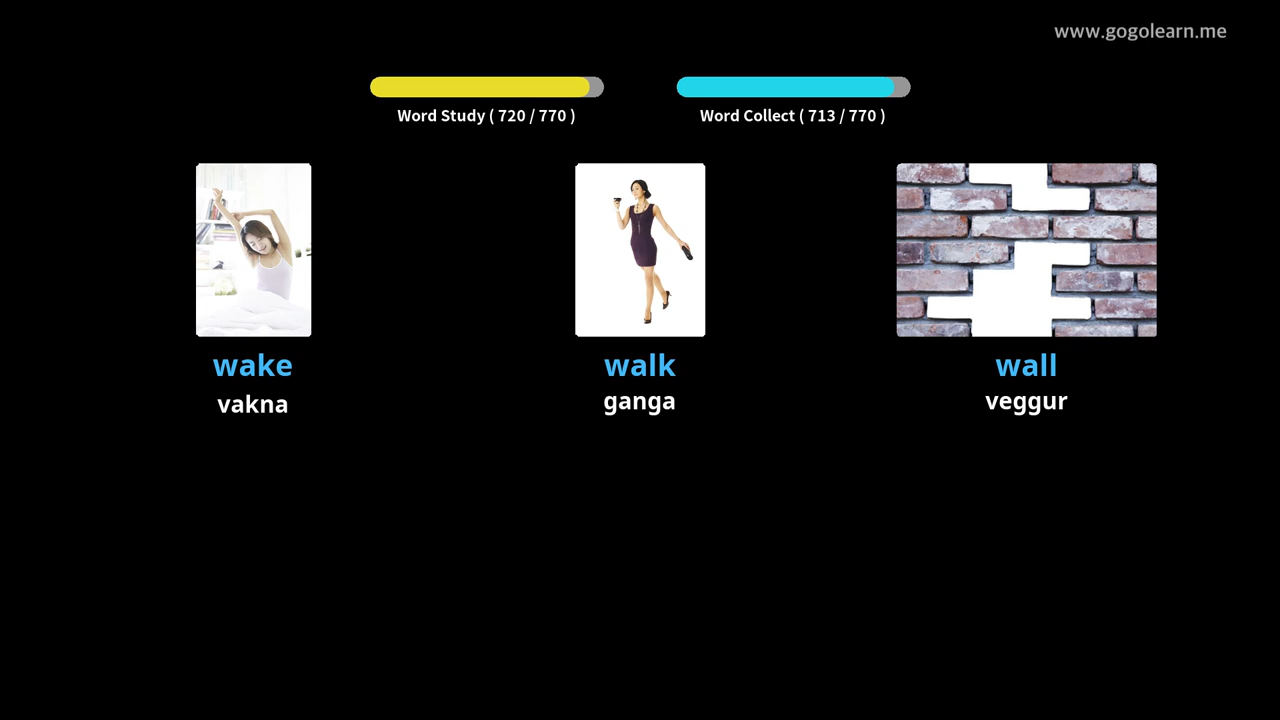 www.gogolearn.me
Word Study ( 720 / 770 )
Word Collect ( 713 / 770 )
wake
vakna
walk
ganga
wall
veggur